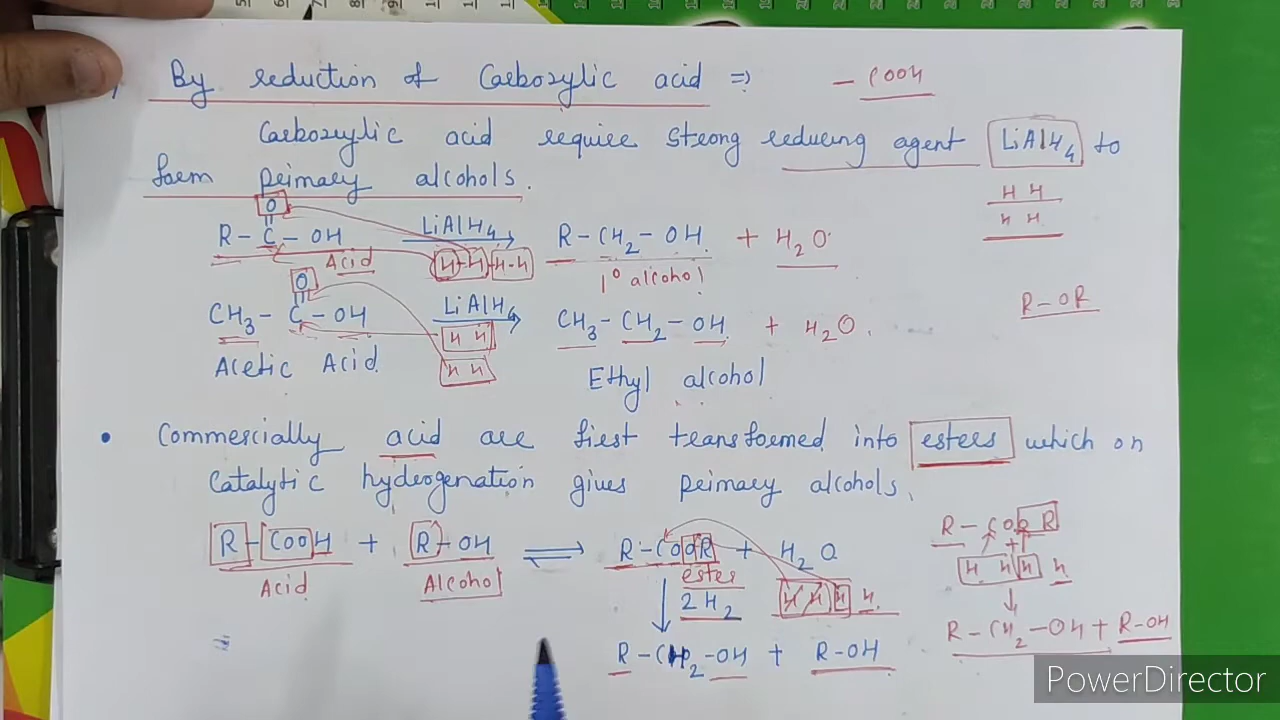 By reduction of Carboxylic acid ⇒ – COOH
Carboxylic acid require strong reducing agent LiAlH4 to
form primary alcohols.
H H
H H
O
R – C – OH LiAlH4 R – CH2 – OH + H2O
Acid H-H-H-H 1° alcohol
O
CH3 – C – OH LiAlH4 CH3 – CH2 – OH + H2O.
R – OR
H H
H H
Acetic Acid Ethyl alcohol
• Commercially acid are first transformed into esters which on
Catalytic hydrogenation gives primary alcohols.
R-COOH + R-OH ⇌ R-COOR + H2O
Acid Alcohol ester
2H2 H H H H
R-CH2-OH + R-OH
R – COOR
+
H H H H
↓
R – CH2 – OH + R-OH
PowerDirector